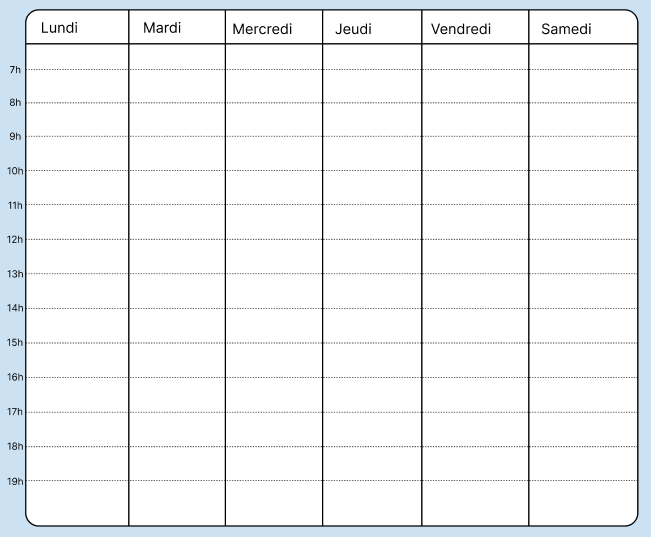 Lundi Mardi Mercredi Jeudi Vendredi Samedi
7h
8h
9h
10h
11h
12h
13h
14h
15h
16h
17h
18h
19h